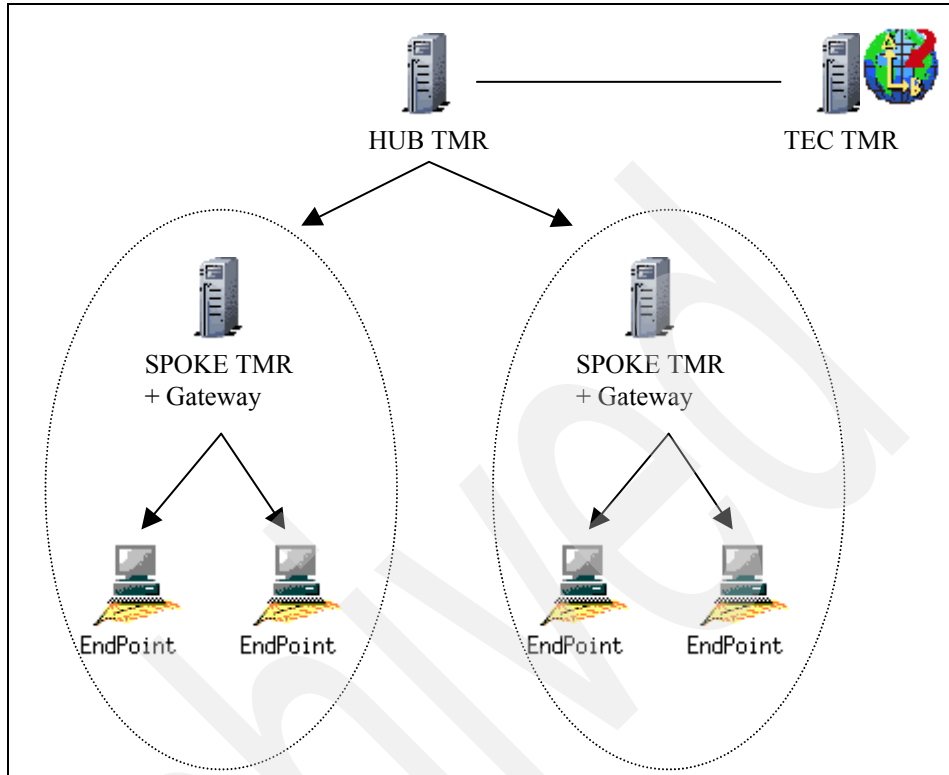 HUB TMR
TEC TMR
SPOKE TMR
+ Gateway
SPOKE TMR
+ Gateway
EndPoint
EndPoint
EndPoint
EndPoint